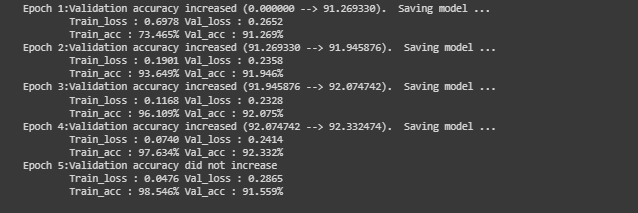 Epoch 1:Validation accuracy increased (0.000000 --> 91.269330).  Saving model ...
Train_loss : 0.6978 Val_loss : 0.2652
Train_acc : 73.465% Val_acc : 91.269%
Epoch 2:Validation accuracy increased (91.269330 --> 91.945876).  Saving model ...
Train_loss : 0.1901 Val_loss : 0.2358
Train_acc : 93.649% Val_acc : 91.946%
Epoch 3:Validation accuracy increased (91.945876 --> 92.074742).  Saving model ...
Train_loss : 0.1168 Val_loss : 0.2328
Train_acc : 96.109% Val_acc : 92.075%
Epoch 4:Validation accuracy increased (92.074742 --> 92.332474).  Saving model ...
Train_loss : 0.0740 Val_loss : 0.2414
Train_acc : 97.634% Val_acc : 92.332%
Epoch 5:Validation accuracy did not increase
Train_loss : 0.0476 Val_loss : 0.2865
Train_acc : 98.546% Val_acc : 91.559%